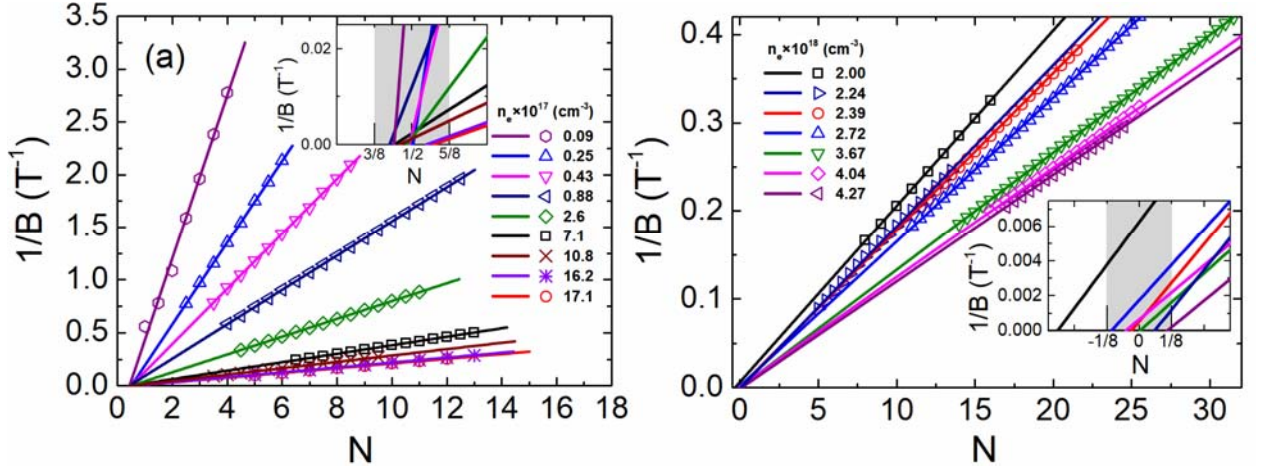 (a)
3.5
3.0
2.5
2.0
1.5
1.0
0.5
0.0
1/B (T⁻¹)
0 2 4 6 8 10 12 14 16 18
N
0.02
0.00
1/B (T⁻¹)
3/8 1/2 5/8
N
nₑ×10¹⁷ (cm⁻³)
0.09
0.25
0.43
0.88
2.6
7.1
10.8
16.2
17.1
0.4
0.3
0.2
0.1
0.0
1/B (T⁻¹)
0 5 10 15 20 25 30
N
nₑ×10¹⁸ (cm⁻³)
2.00
2.24
2.39
2.72
3.67
4.04
4.27
0.006
0.004
0.002
0.000
1/B (T⁻¹)
-1/8 0 1/8
N